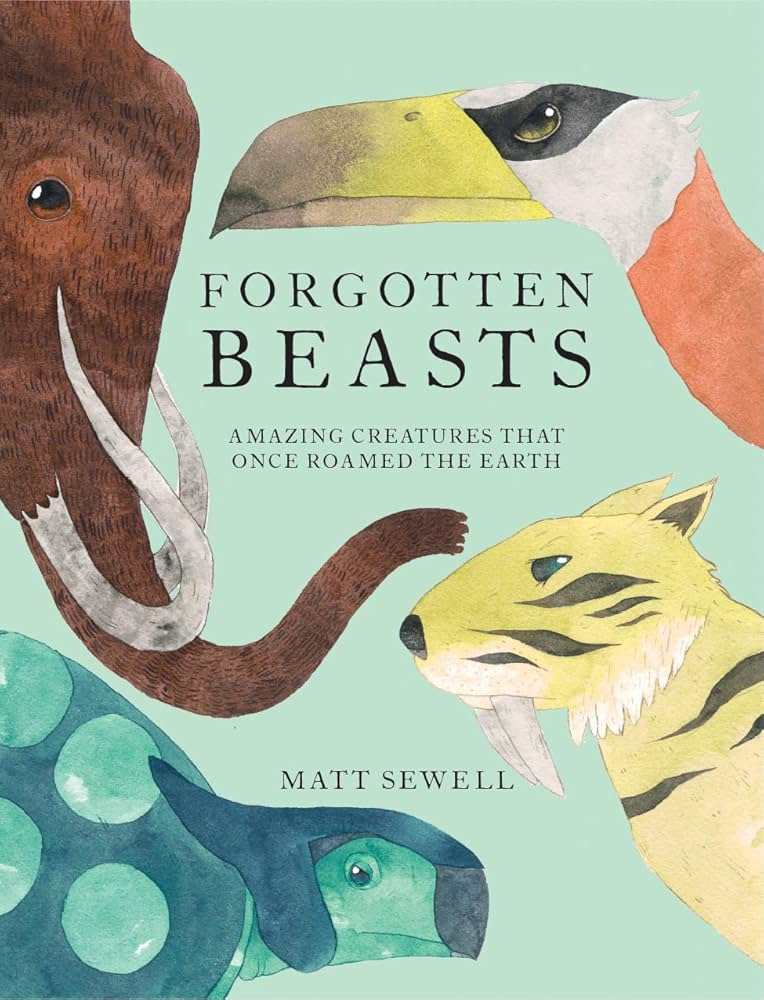 FORGOTTEN
BEASTS
AMAZING CREATURES THAT
ONCE ROAMED THE EARTH
MATT SEWELL